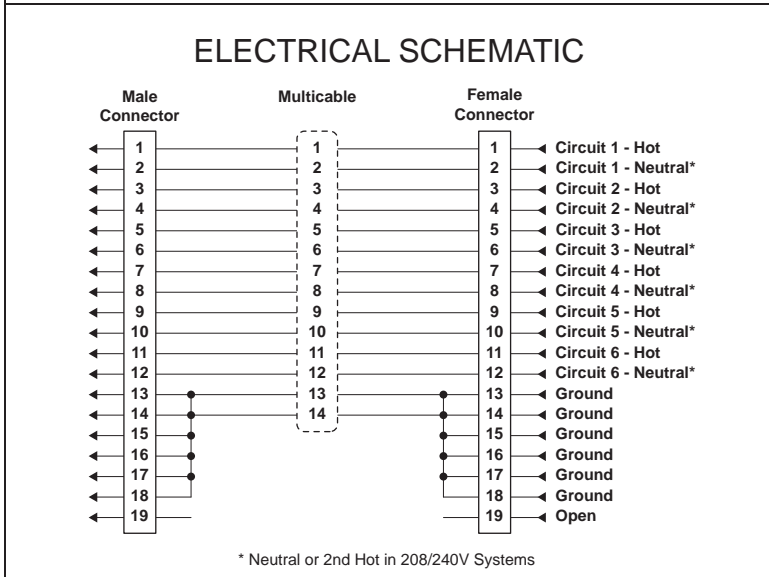 ELECTRICAL SCHEMATIC
Male Connector Multicable Female Connector
1 1 1 Circuit 1 - Hot
2 2 2 Circuit 1 - Neutral*
3 3 3 Circuit 2 - Hot
4 4 4 Circuit 2 - Neutral*
5 5 5 Circuit 3 - Hot
6 6 6 Circuit 3 - Neutral*
7 7 7 Circuit 4 - Hot
8 8 8 Circuit 4 - Neutral*
9 9 9 Circuit 5 - Hot
10 10 10 Circuit 5 - Neutral*
11 11 11 Circuit 6 - Hot
12 12 12 Circuit 6 - Neutral*
13 13 13 Ground
14 14 14 Ground
15 15 Ground
16 16 Ground
17 17 Ground
18 18 Ground
19 19 Open
* Neutral or 2nd Hot in 208/240V Systems